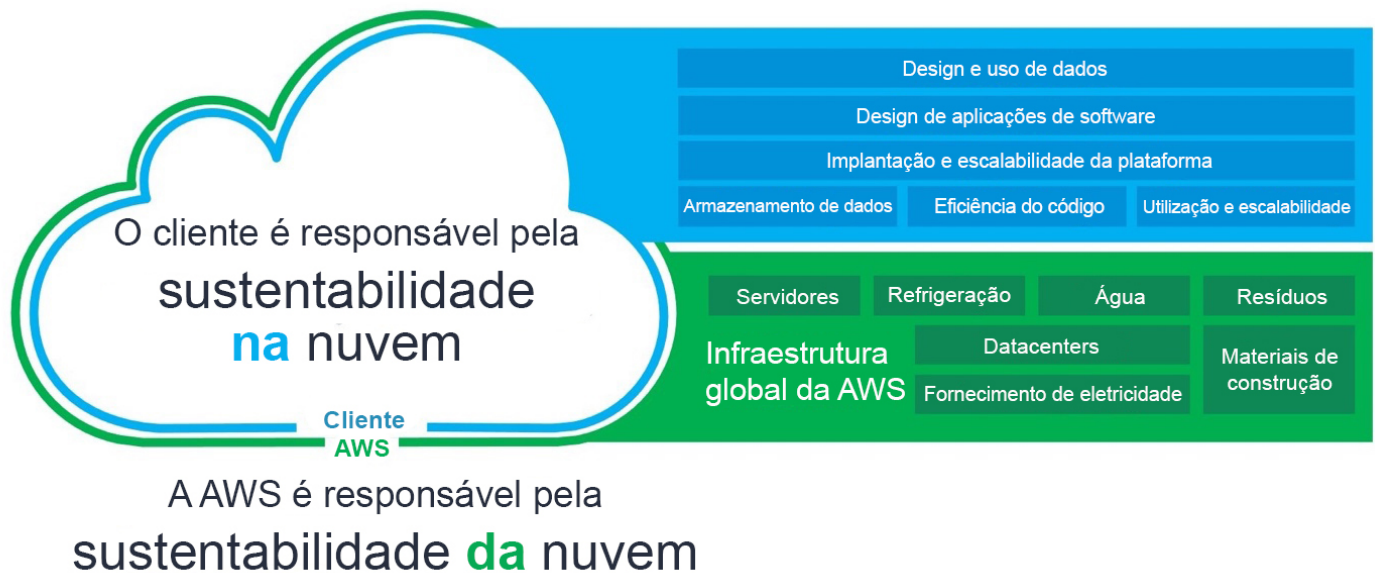 Design e uso de dados
Design de aplicações de software
Implantação e escalabilidade da plataforma
Armazenamento de dados
Eficiência do código
Utilização e escalabilidade
O cliente é responsável pela
sustentabilidade
na nuvem
Servidores
Refrigeração
Água
Resíduos
Infraestrutura
global da AWS
Datacenters
Fornecimento de eletricidade
Materiais de
construção
Cliente
AWS
A AWS é responsável pela
sustentabilidade da nuvem